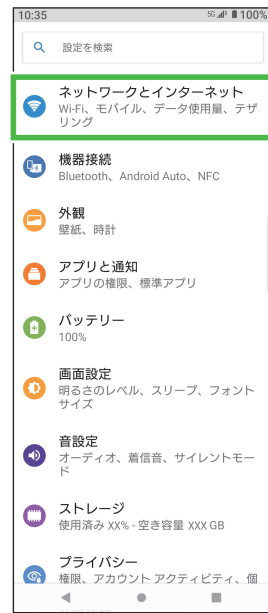 10:35 5G 100%
設定を検索
ネットワークとインターネット
Wi-Fi、モバイル、データ使用量、テザ
リング
機器接続
Bluetooth、Android Auto、NFC
外観
壁紙、時計
アプリと通知
アプリの権限、標準アプリ
バッテリー
100%
画面設定
明るさのレベル、スリープ、フォント
サイズ
音設定
オーディオ、着信音、サイレントモー
ド
ストレージ
使用済み XX% - 空き容量 XXX GB
プライバシー
権限、アカウント アクティビティ、個